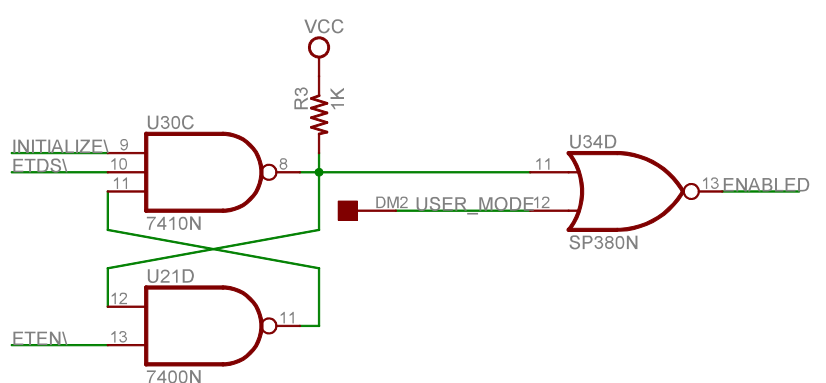 VCC
R3
1K
U30C
INITIALIZE\ 9
ETDS\ 10
11
8
7410N
U34D
11
DM2 USER_MODE 12
13 ENABLED
SP380N
U21D
12
11
ETEN\ 13
7400N